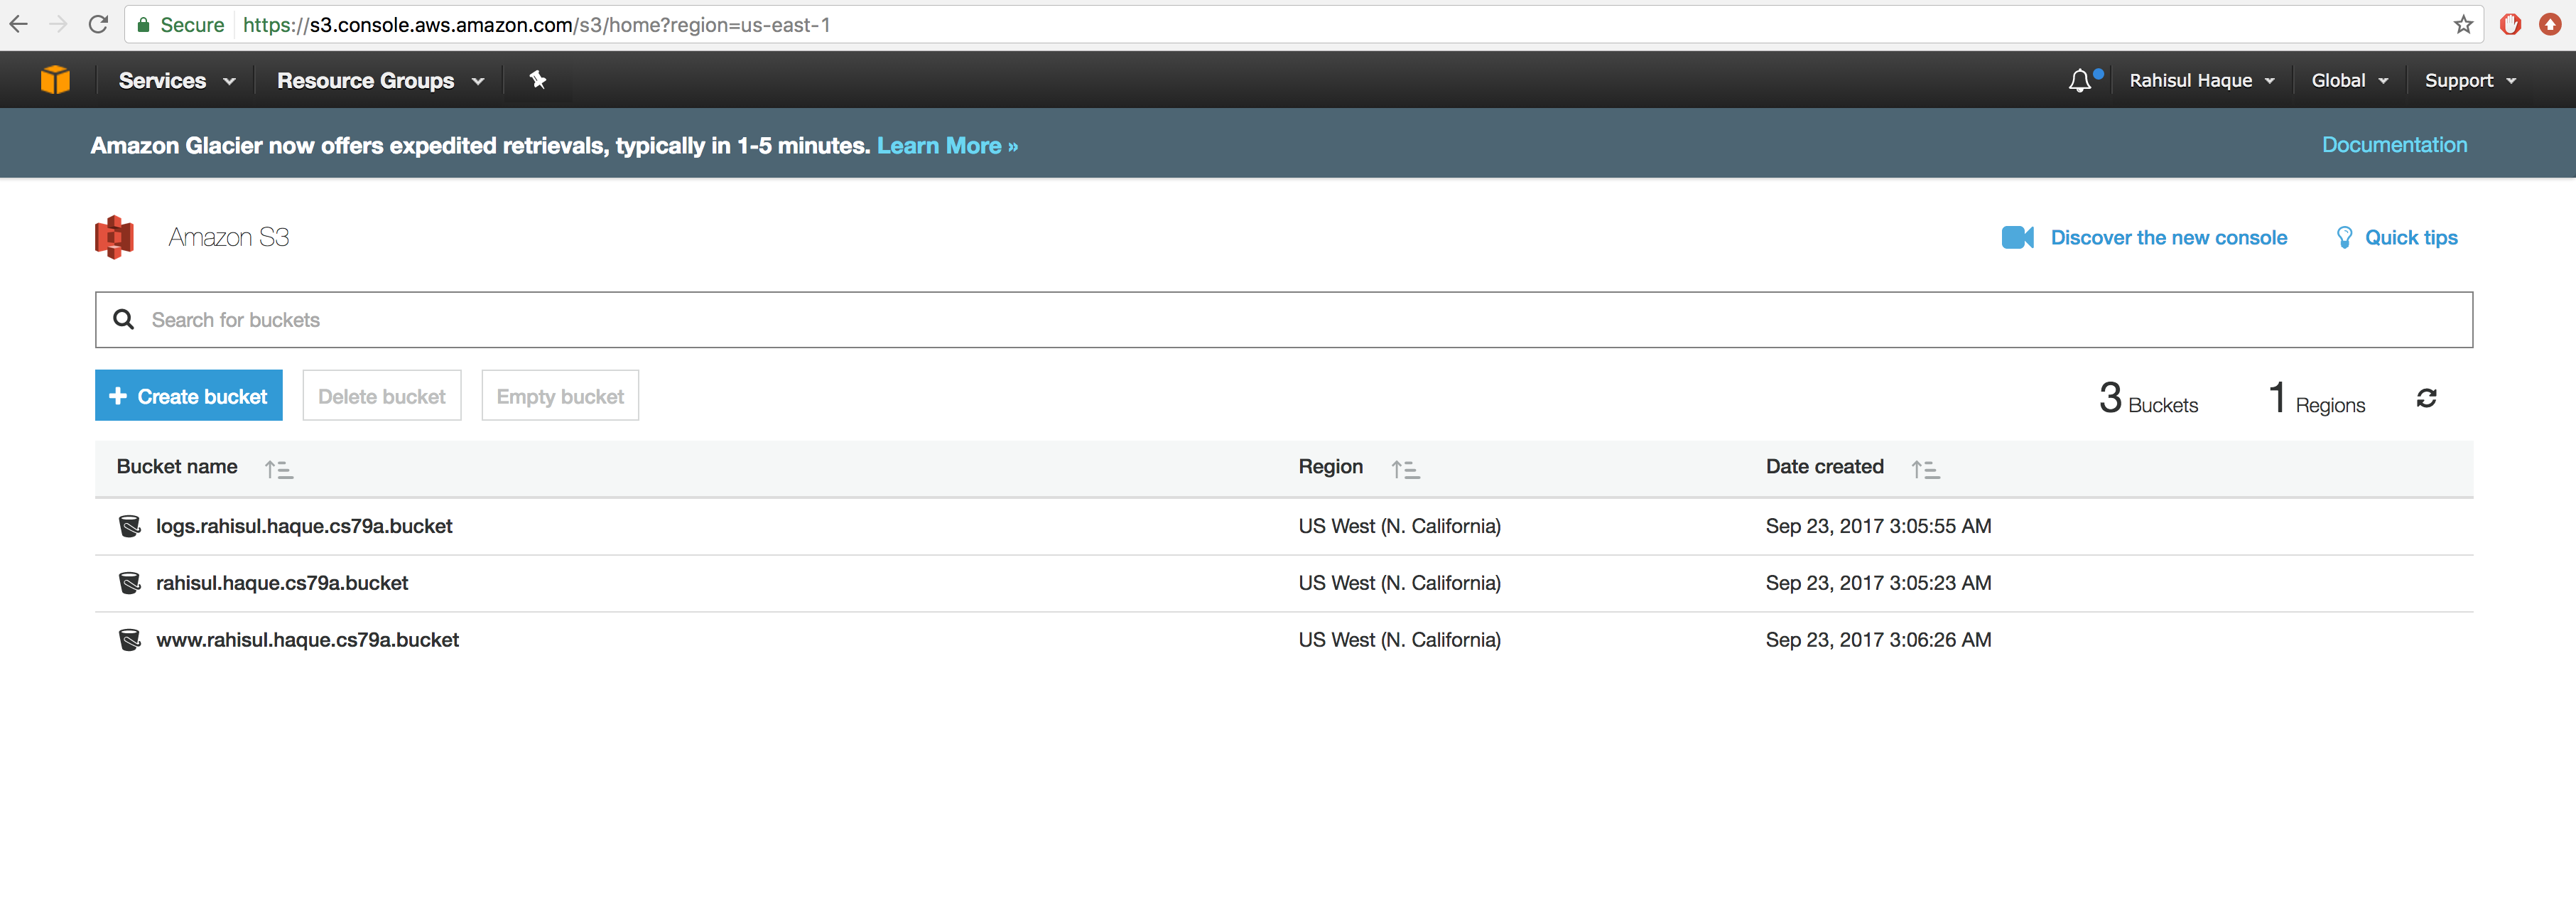 Secure https://s3.console.aws.amazon.com/s3/home?region=us-east-1
Services Resource Groups Rahisul Haque Global Support
Amazon Glacier now offers expedited retrievals, typically in 1-5 minutes. Learn More » Documentation
Amazon S3 Discover the new console Quick tips
Search for buckets
+ Create bucket Delete bucket Empty bucket 3 Buckets 1 Regions
Bucket name Region Date created
logs.rahisul.haque.cs79a.bucket US West (N. California) Sep 23, 2017 3:05:55 AM
rahisul.haque.cs79a.bucket US West (N. California) Sep 23, 2017 3:05:23 AM
www.rahisul.haque.cs79a.bucket US West (N. California) Sep 23, 2017 3:06:26 AM